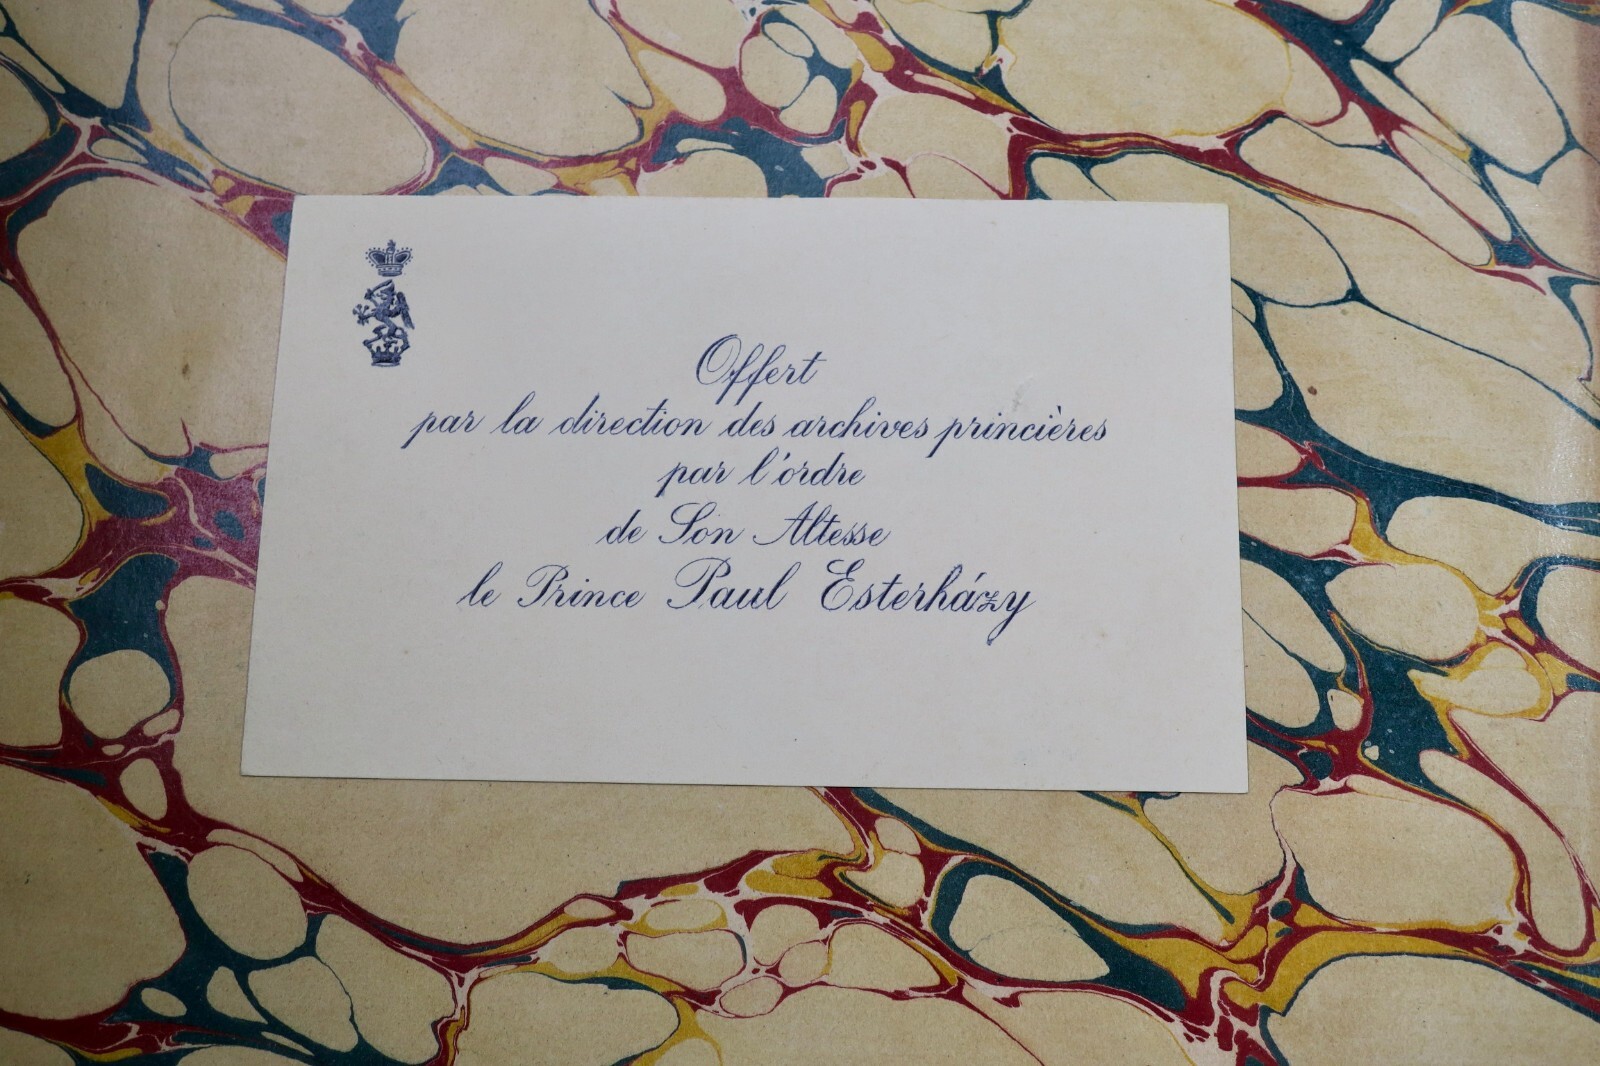 Offert
par la direction des archives princières
par l'ordre
de Son Altesse
le Prince Paul Esterházy